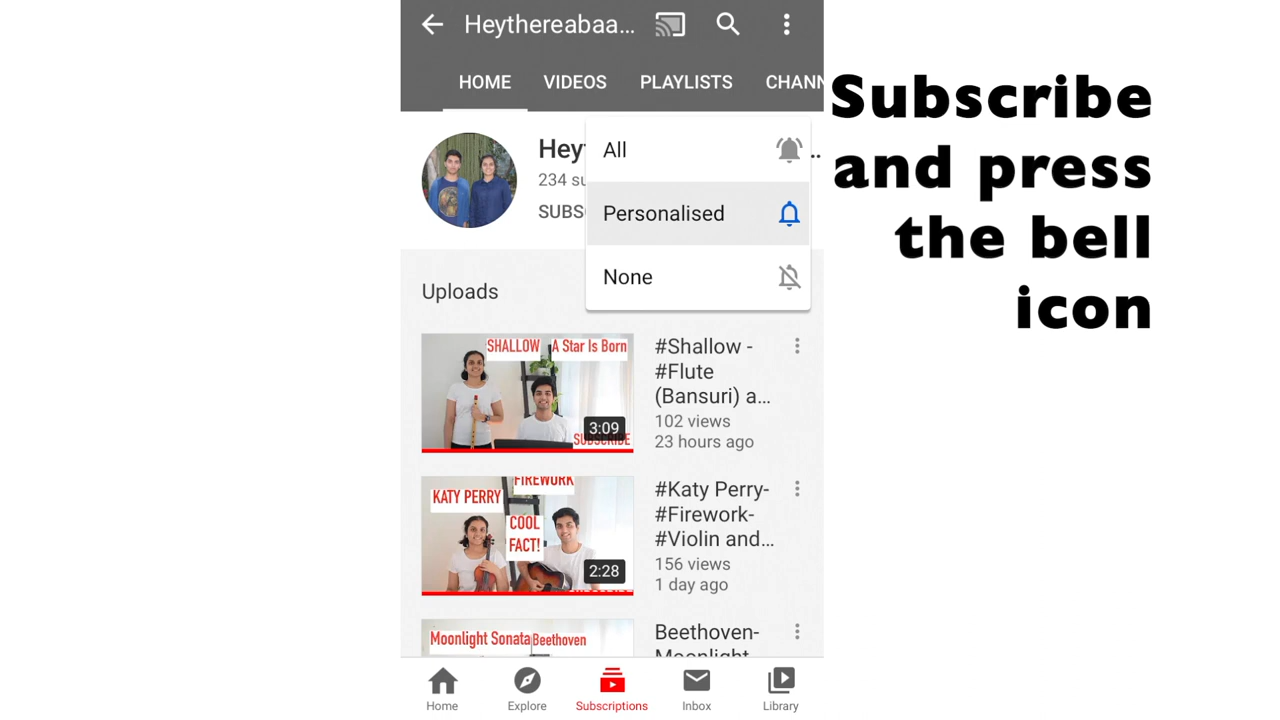 Heythereabaa...
HOME VIDEOS PLAYLISTS CHANN
Subscribe
and press
the bell
icon
Hey
234 su
SUBS
All
Personalised
None
Uploads
SHALLOW A Star Is Born
3:09
SUBSCRIBE
#Shallow -
#Flute
(Bansuri) a...
102 views
23 hours ago
KATY PERRY
FIREWORK
COOL
FACT!
2:28
#Katy Perry-
#Firework-
#Violin and...
156 views
1 day ago
Moonlight Sonata Beethoven
Beethoven-
Moonlight
Home Explore Subscriptions Inbox Library